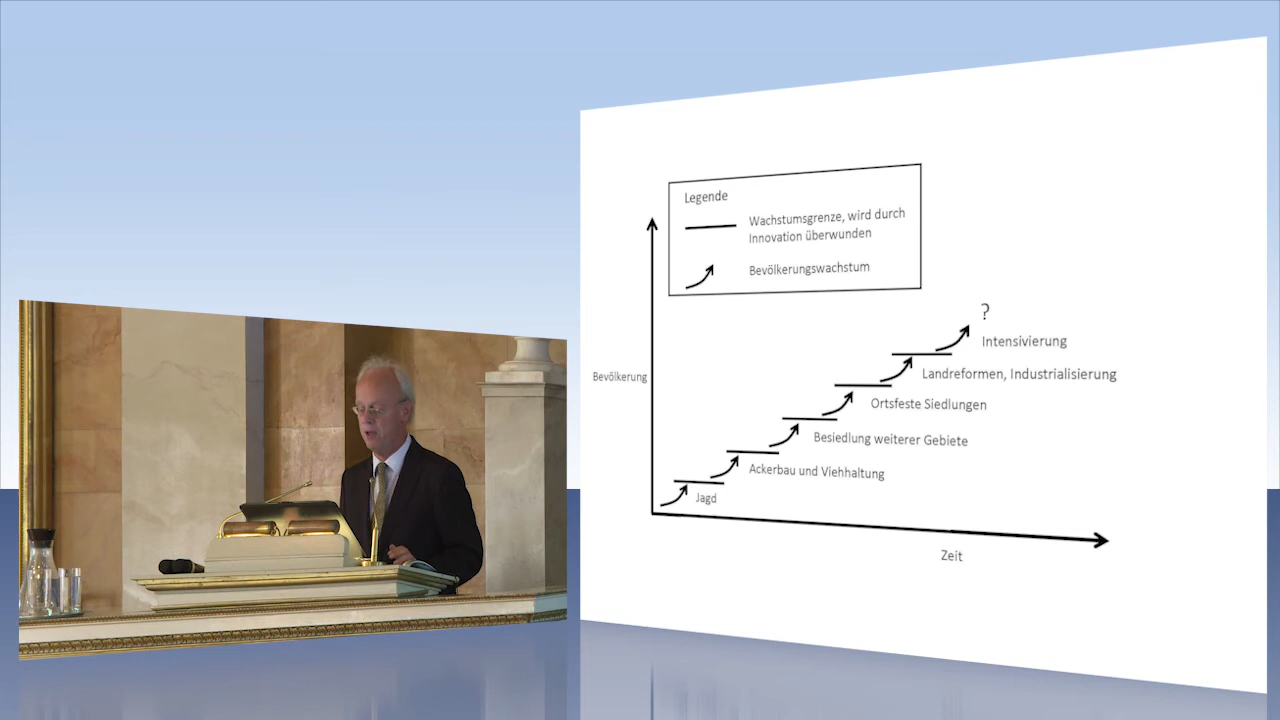 Legende
Wachstumsgrenze, wird durch
Innovation überwunden
Bevölkerungswachstum
?
Intensivierung
Landreformen, Industrialisierung
Bevölkerung
Ortsfeste Siedlungen
Besiedlung weiterer Gebiete
Ackerbau und Viehhaltung
Jagd
Zeit